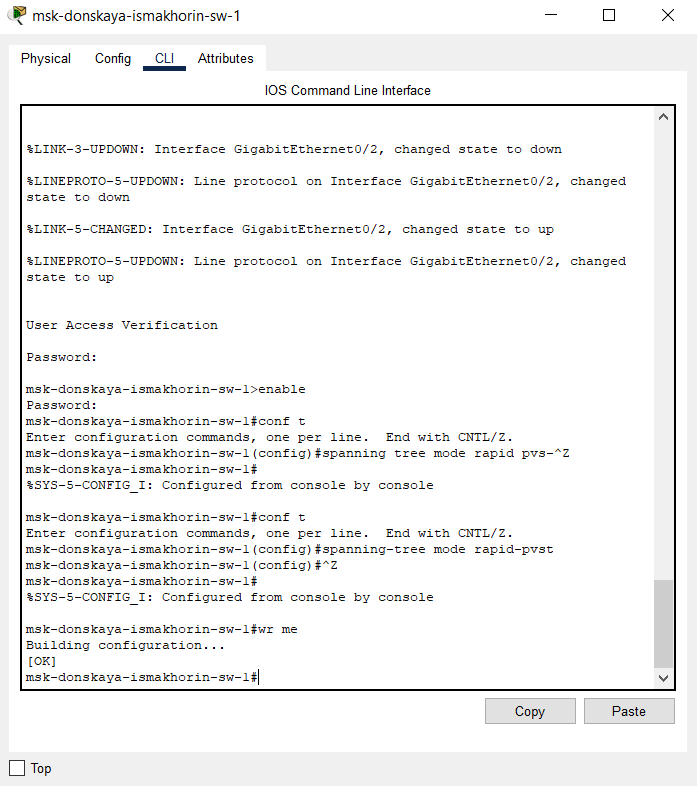 msk-donskaya-ismakhorin-sw-1
Physical Config CLI Attributes
IOS Command Line Interface
%LINK-3-UPDOWN: Interface GigabitEthernet0/2, changed state to down
%LINEPROTO-5-UPDOWN: Line protocol on Interface GigabitEthernet0/2, changed
state to down
%LINK-5-CHANGED: Interface GigabitEthernet0/2, changed state to up
%LINEPROTO-5-UPDOWN: Line protocol on Interface GigabitEthernet0/2, changed
state to up
User Access Verification
Password:
msk-donskaya-ismakhorin-sw-1>enable
Password:
msk-donskaya-ismakhorin-sw-1#conf t
Enter configuration commands, one per line.  End with CNTL/Z.
msk-donskaya-ismakhorin-sw-1(config)#spanning tree mode rapid pvs-^Z
msk-donskaya-ismakhorin-sw-1#
%SYS-5-CONFIG_I: Configured from console by console
msk-donskaya-ismakhorin-sw-1#conf t
Enter configuration commands, one per line.  End with CNTL/Z.
msk-donskaya-ismakhorin-sw-1(config)#spanning-tree mode rapid-pvst
msk-donskaya-ismakhorin-sw-1(config)#^Z
msk-donskaya-ismakhorin-sw-1#
%SYS-5-CONFIG_I: Configured from console by console
msk-donskaya-ismakhorin-sw-1#wr me
Building configuration...
[OK]
msk-donskaya-ismakhorin-sw-1#
Copy Paste
Top